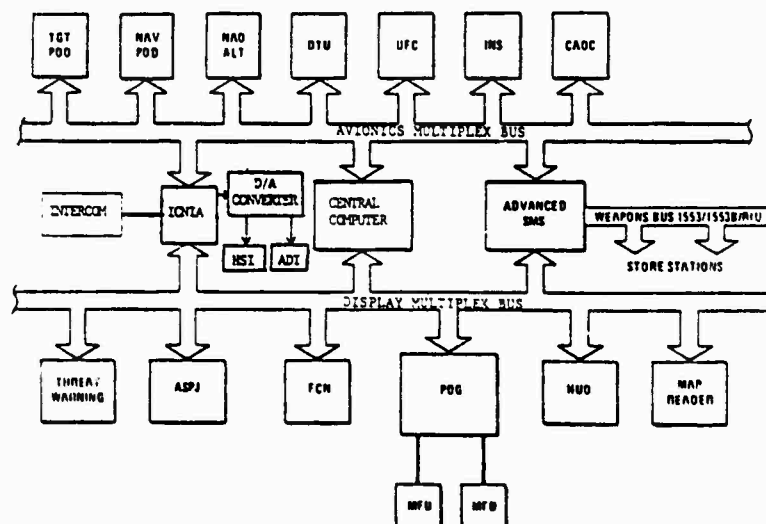 TGT
POD
NAV
POD
NAO
ALT
DTU
UFC
INS
CADC
AVIONICS MULTIPLEX BUS
INTERCOM
ICNIA
D/A
CONVERTER
HSI
ADI
CENTRAL
COMPUTER
ADVANCED
SMS
WEAPONS BUS 1553/1553B/
STORE STATIONS
DISPLAY MULTIPLEX BUS
THREAT
WARNING
ASPJ
FCN
PDG
HUD
MAP
READER
MFD
MFD